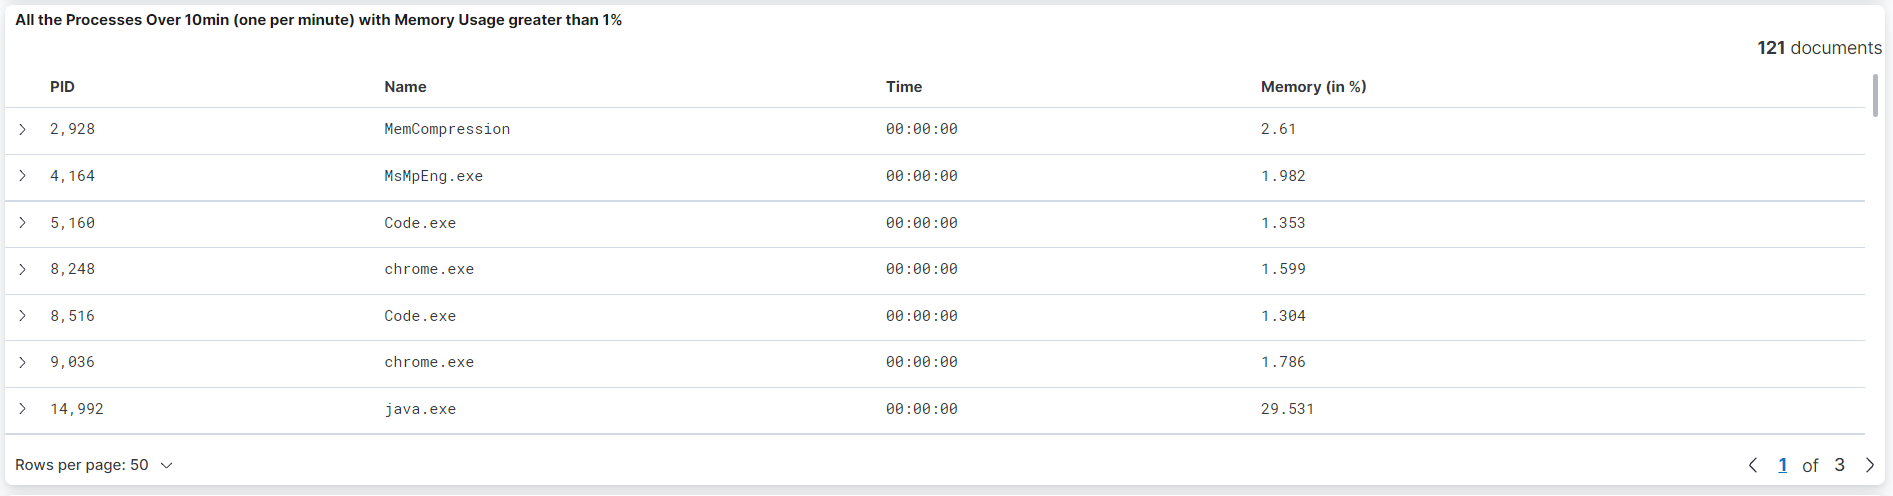 All the Processes Over 10min (one per minute) with Memory Usage greater than 1%
121 documents
PID Name Time Memory (in %)
2,928 MemCompression 00:00:00 2.61
4,164 MsMpEng.exe 00:00:00 1.982
5,160 Code.exe 00:00:00 1.353
8,248 chrome.exe 00:00:00 1.599
8,516 Code.exe 00:00:00 1.304
9,036 chrome.exe 00:00:00 1.786
14,992 java.exe 00:00:00 29.531
Rows per page: 50 1 of 3